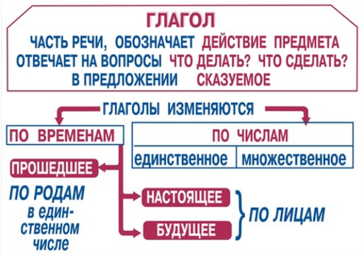 ГЛАГОЛ
ЧАСТЬ РЕЧИ, ОБОЗНАЧАЕТ ДЕЙСТВИЕ ПРЕДМЕТА
ОТВЕЧАЕТ НА ВОПРОСЫ ЧТО ДЕЛАТЬ? ЧТО СДЕЛАТЬ?
В ПРЕДЛОЖЕНИИ СКАЗУЕМОЕ
ГЛАГОЛЫ ИЗМЕНЯЮТСЯ
ПО ВРЕМЕНАМ
ПО ЧИСЛАМ
единственное множественное
ПРОШЕДШЕЕ
ПО РОДАМ
в един-
ственном
числе
НАСТОЯЩЕЕ
БУДУЩЕЕ
ПО ЛИЦАМ